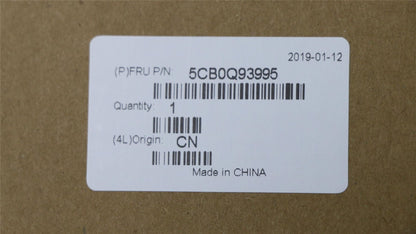 2019-01-12
(P)FRU P/N: 5CB0Q93995
Quantity: 1
(4L)Origin: CN
Made in CHINA